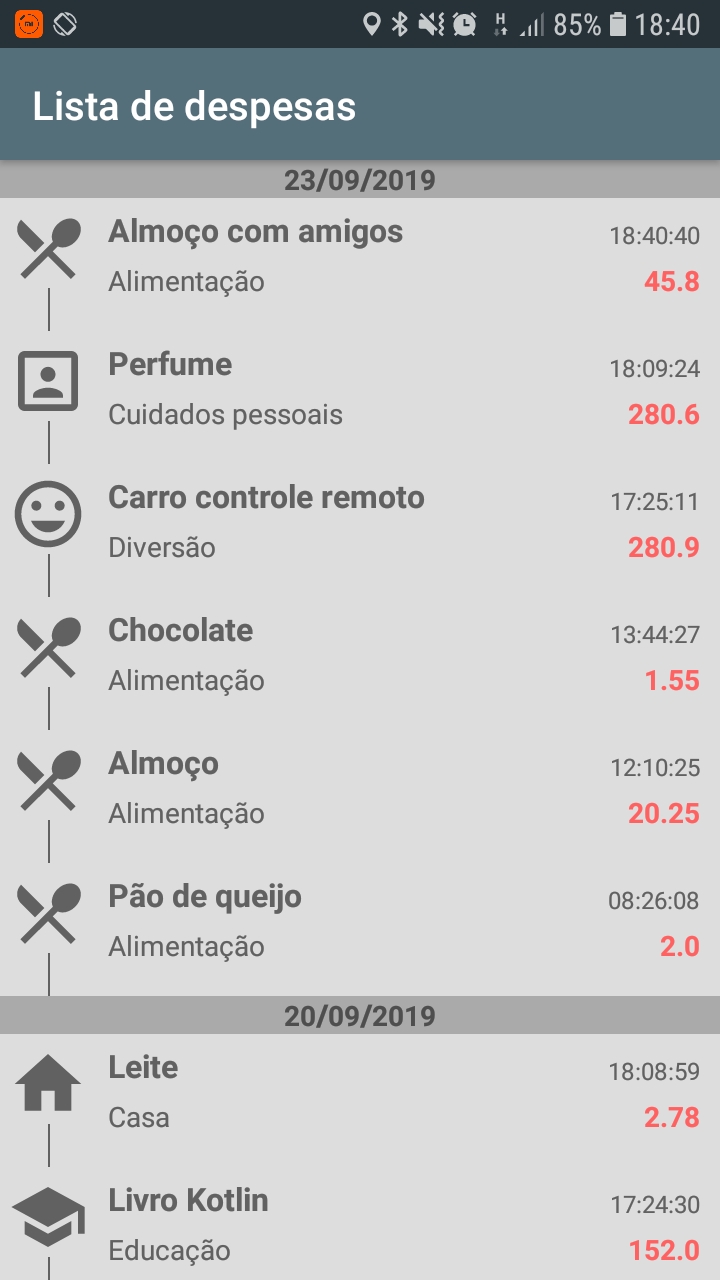 H 85% 18:40
Lista de despesas
23/09/2019
Almoço com amigos 18:40:40
Alimentação 45.8
Perfume 18:09:24
Cuidados pessoais 280.6
Carro controle remoto 17:25:11
Diversão 280.9
Chocolate 13:44:27
Alimentação 1.55
Almoço 12:10:25
Alimentação 20.25
Pão de queijo 08:26:08
Alimentação 2.0
20/09/2019
Leite 18:08:59
Casa 2.78
Livro Kotlin 17:24:30
Educação 152.0